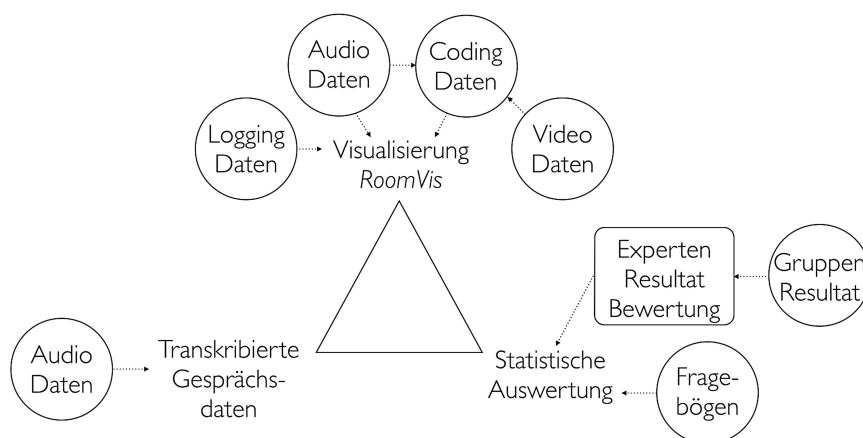 Audio
Daten
Coding
Daten
Logging
Daten
Visualisierung
RoomVis
Video
Daten
Experten
Resultat
Bewertung
Gruppen
Resultat
Audio
Daten
Transkribierte
Gesprächs-
daten
Statistische
Auswertung
Frage-
bögen